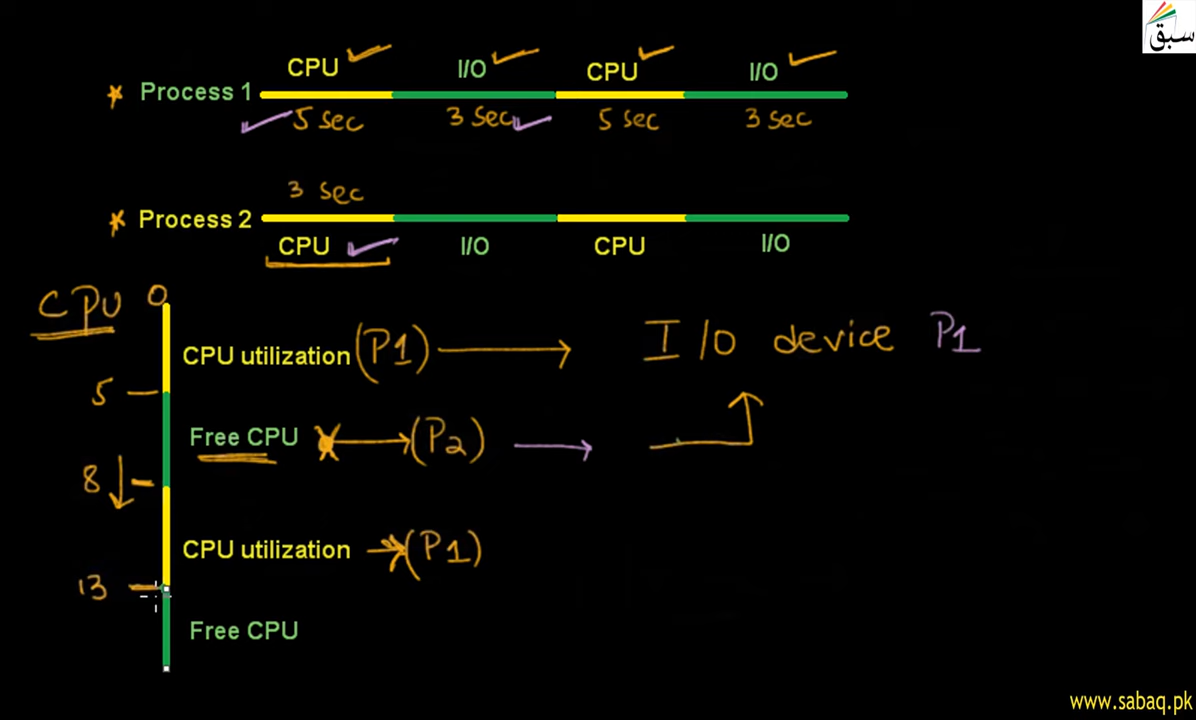 سبق
CPU I/O CPU I/O
Process 1
5 sec 3 sec 5 sec 3 sec
3 sec
Process 2
CPU I/O CPU I/O
CPU 0
CPU utilization (P1) I/O device P1
5
Free CPU (P2)
8
CPU utilization (P1)
13
Free CPU
www.sabaq.pk